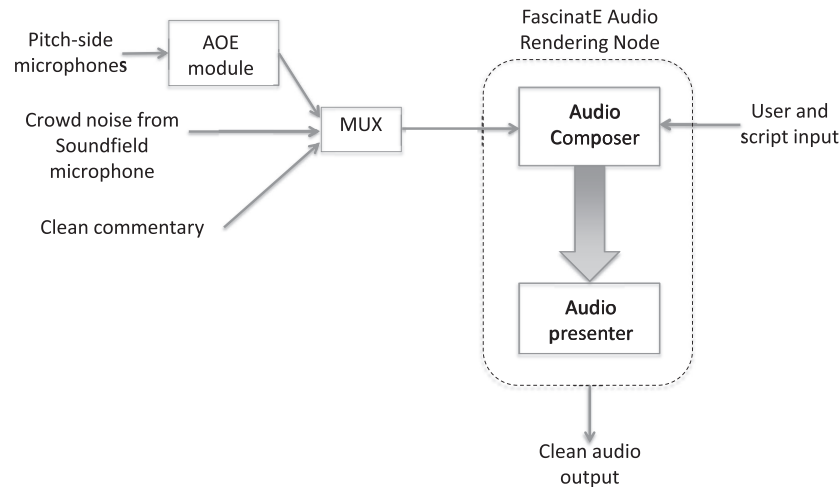 FascinatE Audio
Rendering Node
Pitch-side
microphones
AOE
module
Crowd noise from
Soundfield
microphone
MUX
Audio
Composer
User and
script input
Clean commentary
Audio
presenter
Clean audio
output